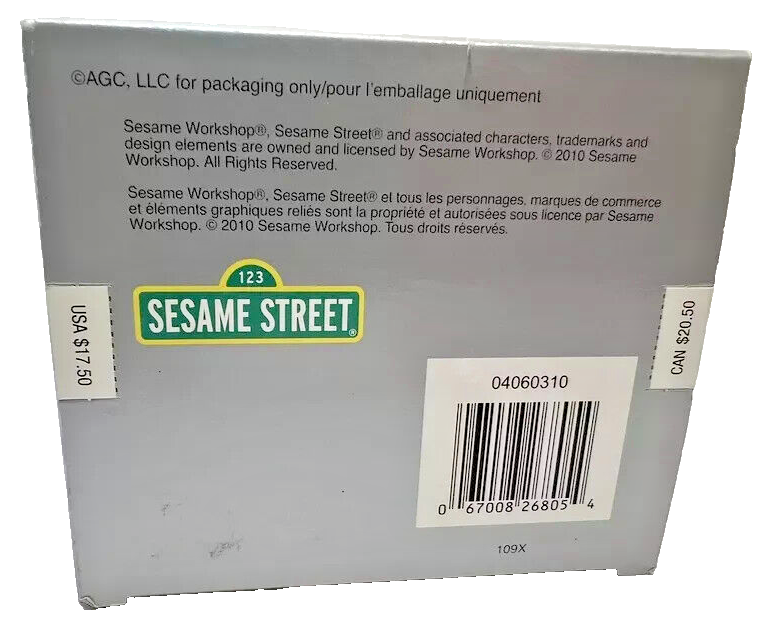 ©AGC, LLC for packaging only/pour l'emballage uniquement
Sesame Workshop®, Sesame Street® and associated characters, trademarks and
design elements are owned and licensed by Sesame Workshop. © 2010 Sesame
Workshop. All Rights Reserved.
Sesame Workshop®, Sesame Street® et tous les personnages, marques de commerce
et éléments graphiques reliés sont la propriété et autorisées sous licence par Sesame
Workshop. © 2010 Sesame Workshop. Tous droits réservés.
123
SESAME STREET®
USA $17.50
CAN $20.50
04060310
0 67008 26805 4
109X